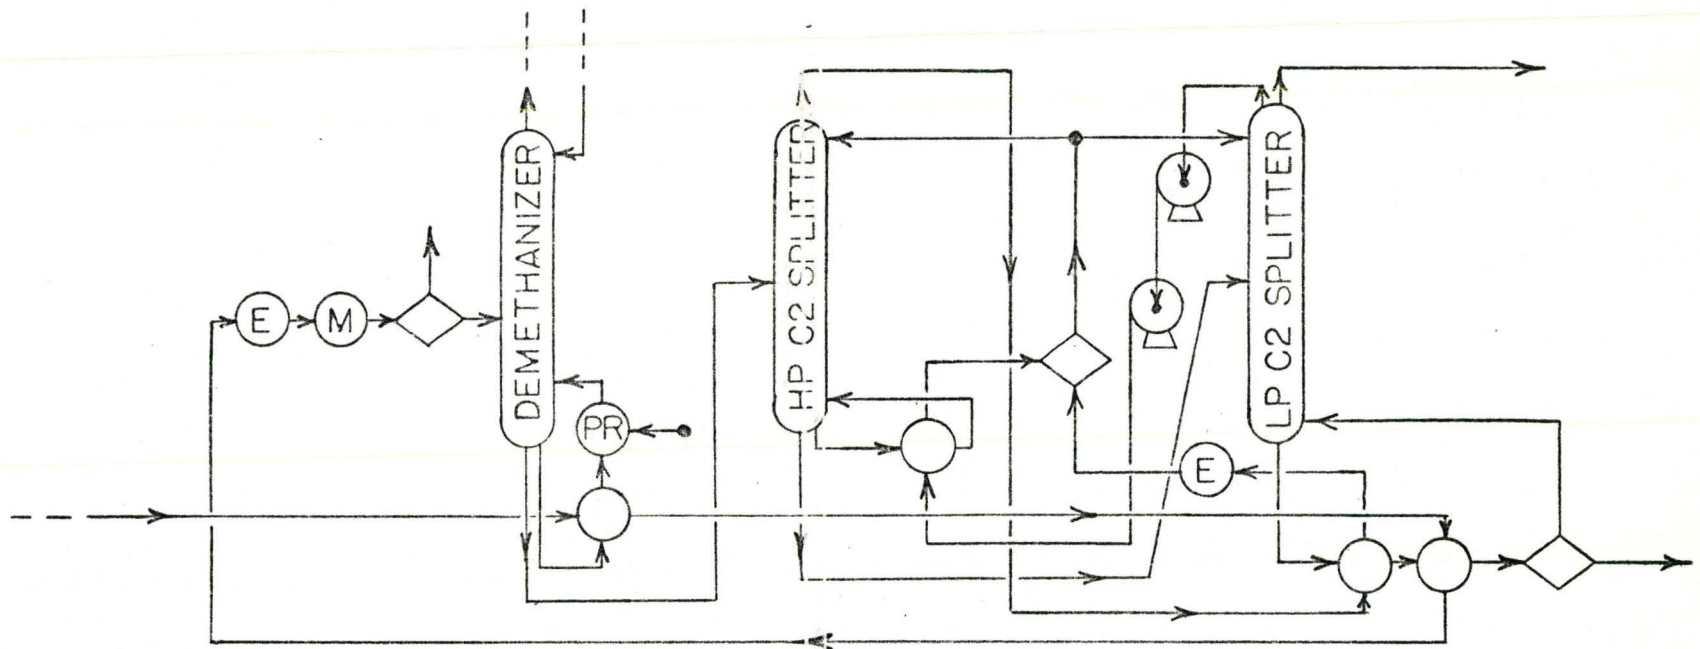 DEMETHANIZER
HP C2 SPLITTER
LP C2 SPLITTER
E
M
PR
E